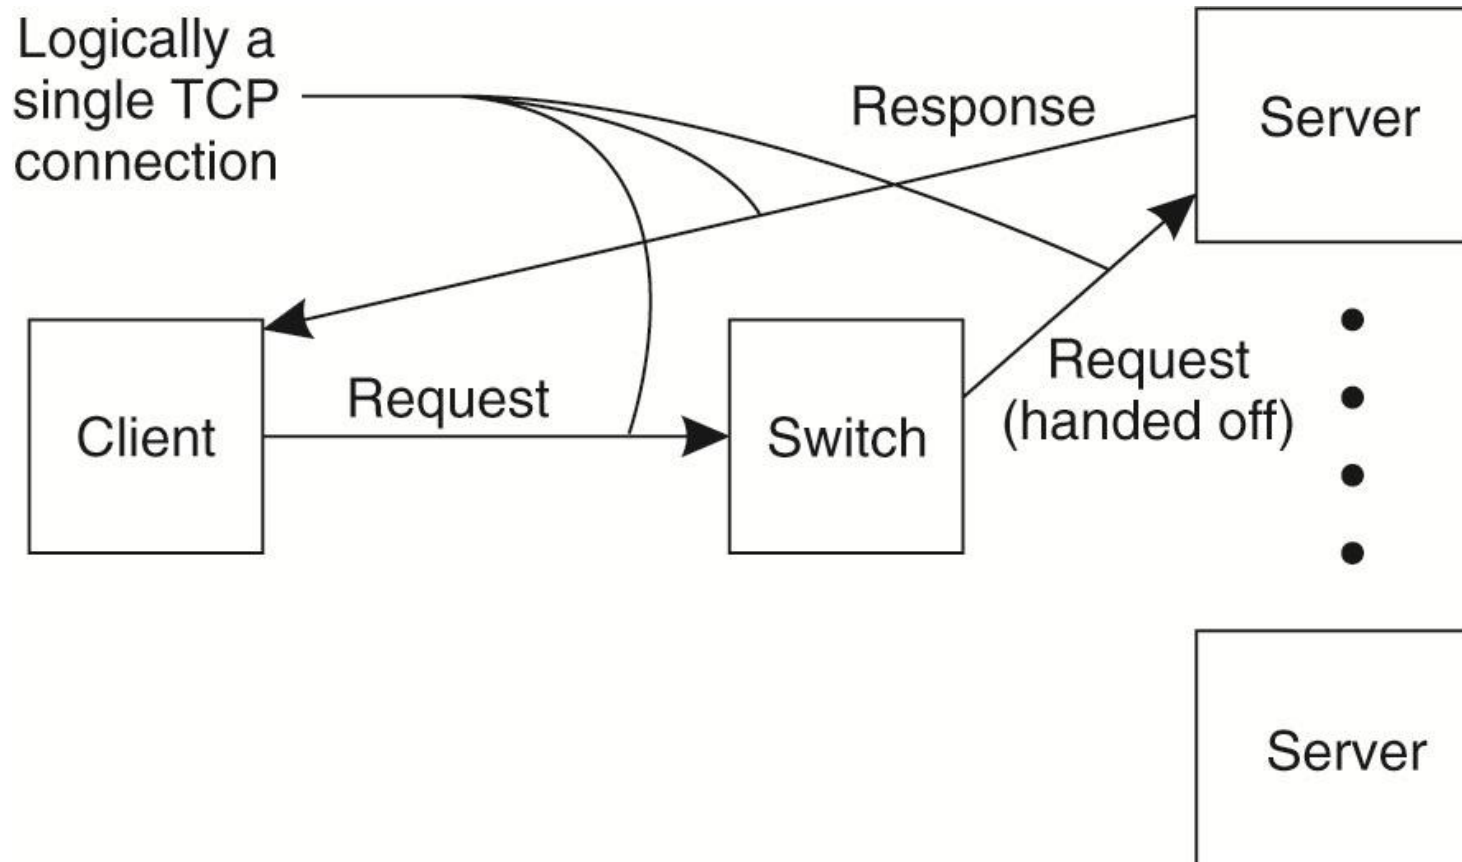 Logically a
single TCP
connection
Response
Server
Request
Client
Switch
Request
(handed off)
Server